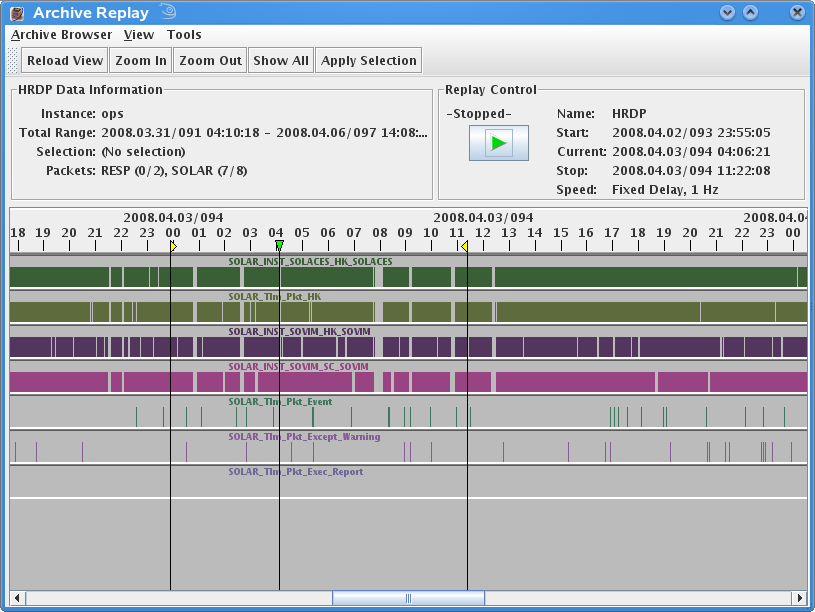 Archive Replay
Archive Browser View Tools
Reload View Zoom In Zoom Out Show All Apply Selection
HRDP Data Information
Instance: ops
Total Range: 2008.03.31/091 04:10:18 - 2008.04.06/097 14:08:...
Selection: (No selection)
Packets: RESP (0/2), SOLAR (7/8)
Replay Control
-Stopped-
Name: HRDP
Start: 2008.04.02/093 23:55:05
Current: 2008.04.03/094 04:06:21
Stop: 2008.04.03/094 11:22:08
Speed: Fixed Delay, 1 Hz
2008.04.03/094 2008.04.03/094 2008.04.04
18 19 20 21 22 23 00 01 02 03 04 05 06 07 08 09 10 11 12 13 14 15 16 17 18 19 20 21 22 23 00
SOLAR_INST_SOLACES_HK_SOLACES
SOLAR_Tlm_Pkt_HK
SOLAR_INST_SOVIM_HK_SOVIM
SOLAR_INST_SOVIM_SC_SOVIM
SOLAR_Tlm_Pkt_Event
SOLAR_Tlm_Pkt_Except_Warning
SOLAR_Tlm_Pkt_Exec_Report